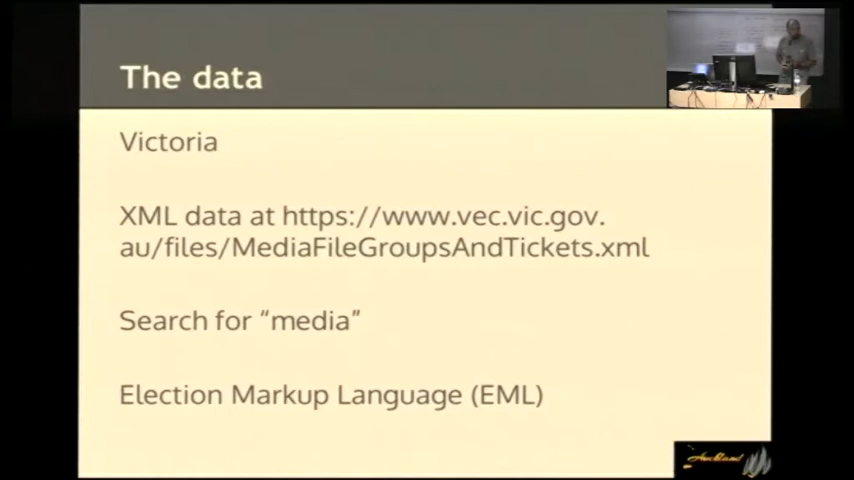 The data
Victoria
XML data at https://www.vec.vic.gov.
au/files/MediaFileGroupsAndTickets.xml
Search for “media”
Election Markup Language (EML)
Auckland